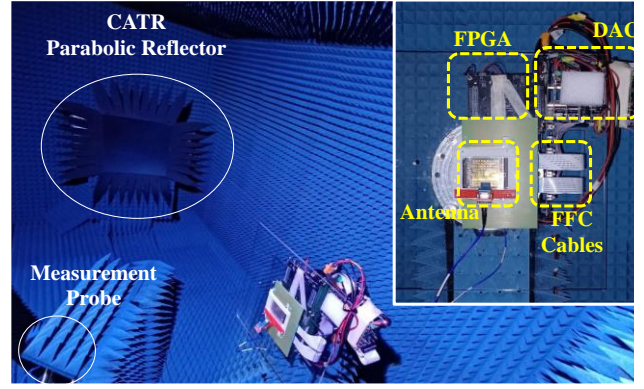 CATR
Parabolic Reflector
FPGA
DAC
Antenna
FFC
Cables
Measurement
Probe